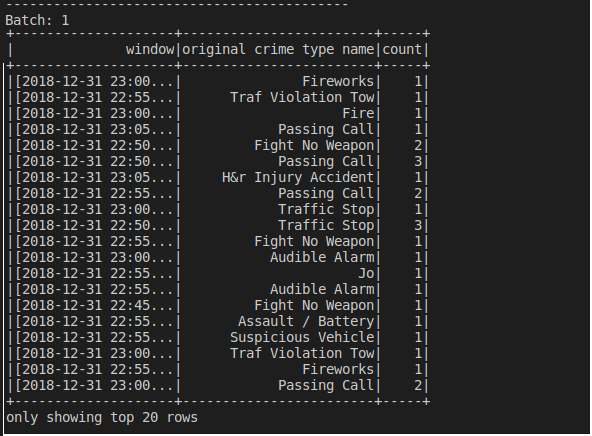 -------------------------------------------
Batch: 1
+--------------------+------------------------+-----+
|              window|original crime type name|count|
+--------------------+------------------------+-----+
|[2018-12-31 23:00...|               Fireworks|    1|
|[2018-12-31 22:55...|      Traf Violation Tow|    1|
|[2018-12-31 23:00...|                    Fire|    1|
|[2018-12-31 23:05...|            Passing Call|    1|
|[2018-12-31 22:50...|         Fight No Weapon|    2|
|[2018-12-31 22:50...|            Passing Call|    3|
|[2018-12-31 23:05...|     H&r Injury Accident|    1|
|[2018-12-31 22:55...|            Passing Call|    2|
|[2018-12-31 23:00...|            Traffic Stop|    1|
|[2018-12-31 22:50...|            Traffic Stop|    3|
|[2018-12-31 22:55...|         Fight No Weapon|    1|
|[2018-12-31 23:00...|           Audible Alarm|    1|
|[2018-12-31 22:55...|                      Jo|    1|
|[2018-12-31 22:55...|           Audible Alarm|    1|
|[2018-12-31 22:45...|         Fight No Weapon|    1|
|[2018-12-31 22:55...|       Assault / Battery|    1|
|[2018-12-31 22:55...|      Suspicious Vehicle|    1|
|[2018-12-31 23:00...|      Traf Violation Tow|    1|
|[2018-12-31 22:55...|               Fireworks|    1|
|[2018-12-31 23:00...|            Passing Call|    2|
+--------------------+------------------------+-----+
only showing top 20 rows